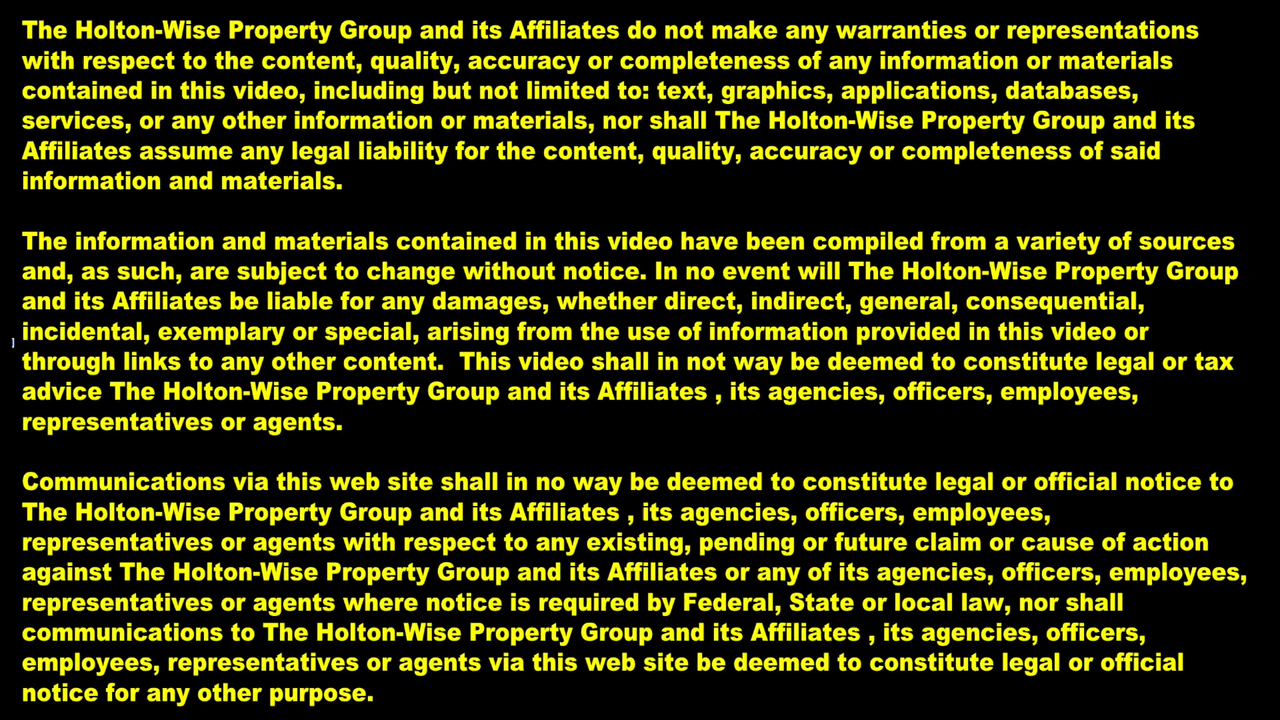 The Holton-Wise Property Group and its Affiliates do not make any warranties or representations
with respect to the content, quality, accuracy or completeness of any information or materials
contained in this video, including but not limited to: text, graphics, applications, databases,
services, or any other information or materials, nor shall The Holton-Wise Property Group and its
Affiliates assume any legal liability for the content, quality, accuracy or completeness of said
information and materials.
The information and materials contained in this video have been compiled from a variety of sources
and, as such, are subject to change without notice. In no event will The Holton-Wise Property Group
and its Affiliates be liable for any damages, whether direct, indirect, general, consequential,
incidental, exemplary or special, arising from the use of information provided in this video or
through links to any other content.  This video shall in not way be deemed to constitute legal or tax
advice The Holton-Wise Property Group and its Affiliates , its agencies, officers, employees,
representatives or agents.
Communications via this web site shall in no way be deemed to constitute legal or official notice to
The Holton-Wise Property Group and its Affiliates , its agencies, officers, employees,
representatives or agents with respect to any existing, pending or future claim or cause of action
against The Holton-Wise Property Group and its Affiliates or any of its agencies, officers, employees,
representatives or agents where notice is required by Federal, State or local law, nor shall
communications to The Holton-Wise Property Group and its Affiliates , its agencies, officers,
employees, representatives or agents via this web site be deemed to constitute legal or official
notice for any other purpose.